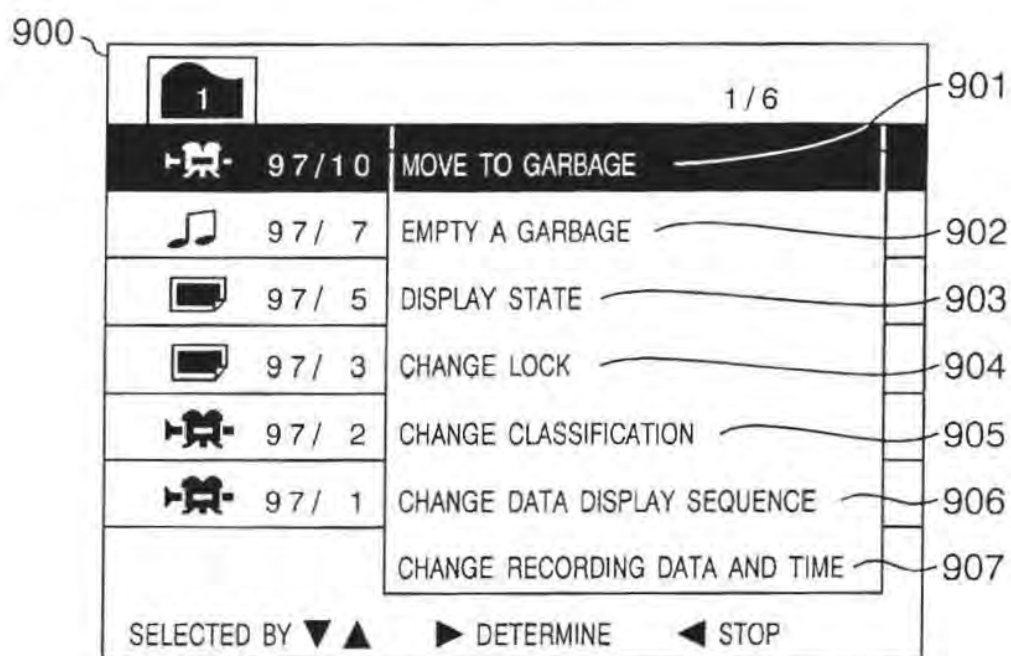 900
1 1/6 901
97/10 MOVE TO GARBAGE
97/ 7 EMPTY A GARBAGE 902
97/ 5 DISPLAY STATE 903
97/ 3 CHANGE LOCK 904
97/ 2 CHANGE CLASSIFICATION 905
97/ 1 CHANGE DATA DISPLAY SEQUENCE 906
CHANGE RECORDING DATA AND TIME 907
SELECTED BY ▼ ▲ ▶ DETERMINE ◀ STOP